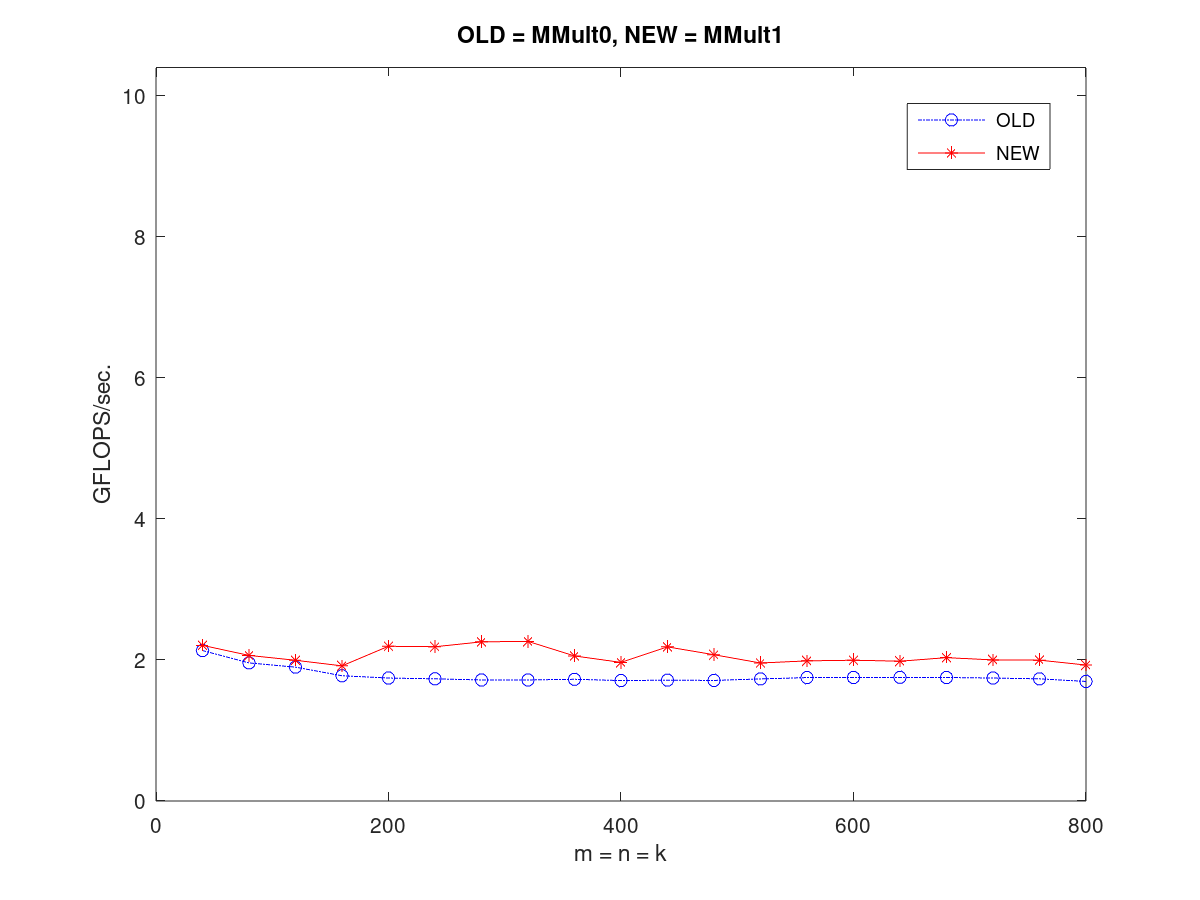 OLD = MMult0, NEW = MMult1
10
8
6
4
2
0
GFLOPS/sec.
OLD
NEW
0 200 400 600 800
m = n = k